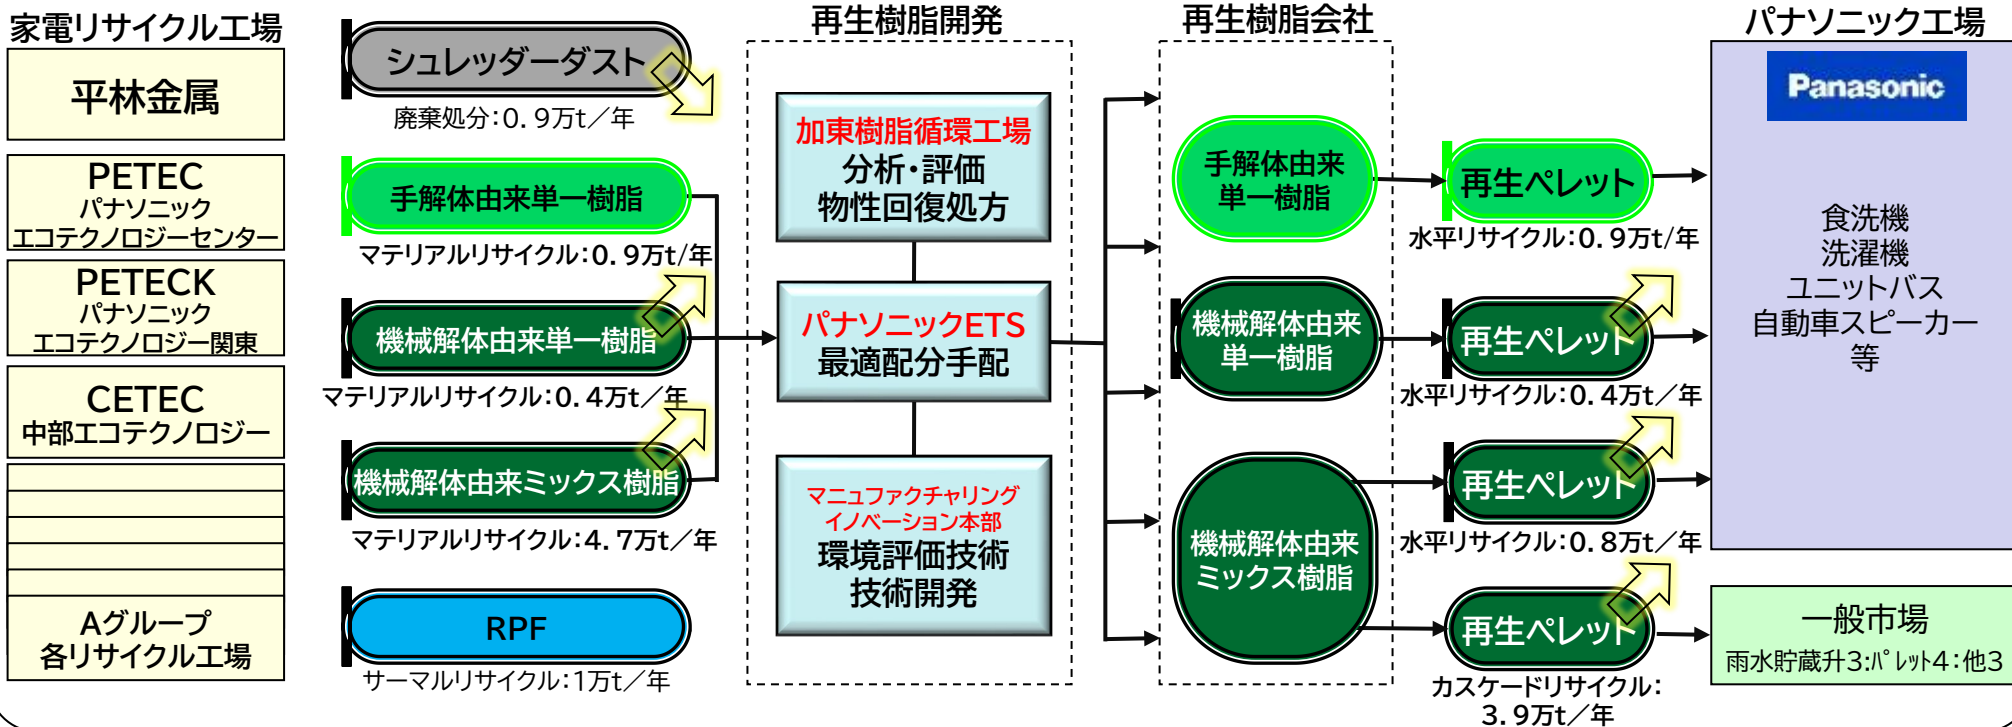 家電リサイクル工場
平林金属
PETEC
パナソニック
エコテクノロジーセンター
PETECK
パナソニック
エコテクノロジー関東
CETEC
中部エコテクノロジー
Aグループ
各リサイクル工場
シュレッダーダスト
廃棄処分：0.9万t／年
手解体由来単一樹脂
マテリアルリサイクル：0.9万t/年
機械解体由来単一樹脂
マテリアルリサイクル：0.4万t／年
機械解体由来ミックス樹脂
マテリアルリサイクル：4.7万t／年
RPF
サーマルリサイクル：1万t／年
再生樹脂開発
加東樹脂循環工場
分析・評価
物性回復処方
パナソニックETS
最適配分手配
マニュファクチャリング
イノベーション本部
環境評価技術
技術開発
再生樹脂会社
手解体由来
単一樹脂
機械解体由来
単一樹脂
機械解体由来
ミックス樹脂
再生ペレット
水平リサイクル：0.9万t/年
再生ペレット
水平リサイクル：0.4万t／年
再生ペレット
水平リサイクル：0.8万t／年
再生ペレット
カスケードリサイクル：
3.9万t／年
パナソニック工場
Panasonic
食洗機
洗濯機
ユニットバス
自動車スピーカー
等
一般市場
雨水貯蔵升3:ﾊﾟﾚｯﾄ4：他3